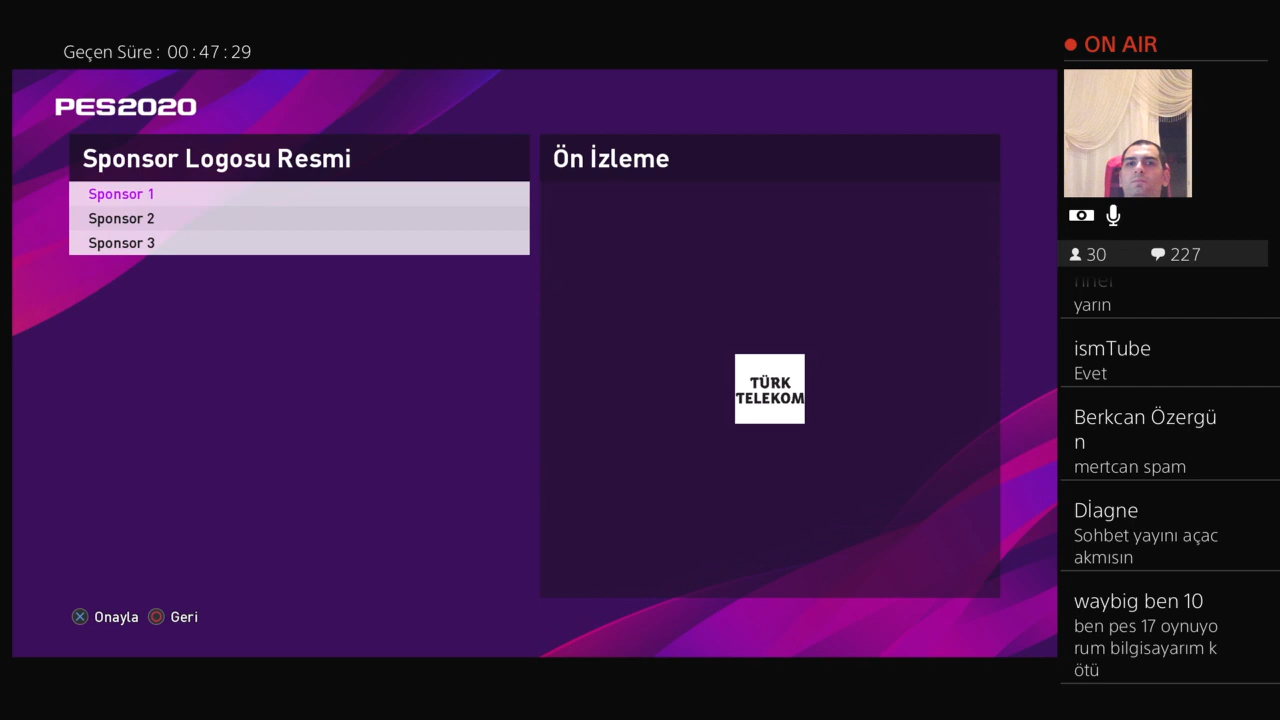 Geçen Süre : 00:47:29
ON AIR
PES2020
Sponsor Logosu Resmi
Sponsor 1
Sponsor 2
Sponsor 3
Ön İzleme
TÜRK
TELEKOM
Onayla
Geri
30
227
yarın
ismTube
Evet
Berkcan Özergü
n
mertcan spam
Dİagne
Sohbet yayını açac
akmısın
waybig ben 10
ben pes 17 oynuyo
rum bilgisayarım k
ötü